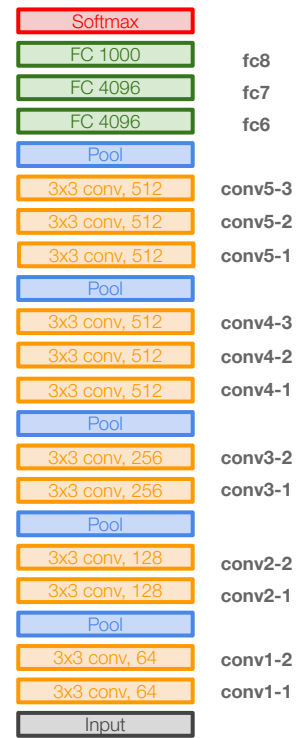 Softmax
FC 1000 fc8
FC 4096 fc7
FC 4096 fc6
Pool
3x3 conv, 512 conv5-3
3x3 conv, 512 conv5-2
3x3 conv, 512 conv5-1
Pool
3x3 conv, 512 conv4-3
3x3 conv, 512 conv4-2
3x3 conv, 512 conv4-1
Pool
3x3 conv, 256 conv3-2
3x3 conv, 256 conv3-1
Pool
3x3 conv, 128 conv2-2
3x3 conv, 128 conv2-1
Pool
3x3 conv, 64 conv1-2
3x3 conv, 64 conv1-1
Input